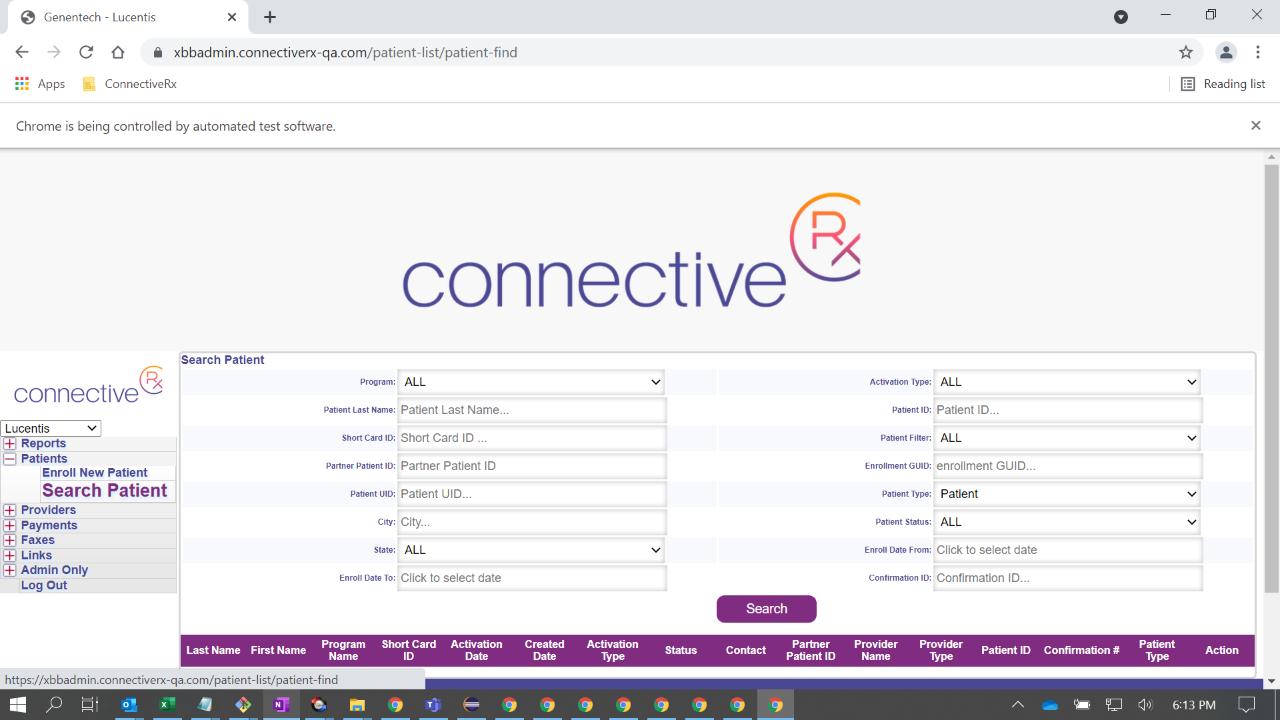 Genentech - Lucentis
xbbadmin.connectiverx-qa.com/patient-list/patient-find
Apps
ConnectiveRx
Reading list
Chrome is being controlled by automated test software.
connective Rx
connective Rx
Lucentis
Reports
Patients
Enroll New Patient
Search Patient
Providers
Payments
Faxes
Links
Admin Only
Log Out
Search Patient
Program: ALL
Activation Type: ALL
Patient Last Name: Patient Last Name...
Patient ID: Patient ID...
Short Card ID: Short Card ID ...
Patient Filter: ALL
Partner Patient ID: Partner Patient ID
Enrollment GUID: enrollment GUID...
Patient UID: Patient UID...
Patient Type: Patient
City: City...
Patient Status: ALL
State: ALL
Enroll Date From: Click to select date
Enroll Date To: Click to select date
Confirmation ID: Confirmation ID...
Search
Last Name First Name Program Name Short Card ID Activation Date Created Date Activation Type Status Contact Partner Patient ID Provider Name Provider Type Patient ID Confirmation # Patient Type Action
https://xbbadmin.connectiverx-qa.com/patient-list/patient-find
6:13 PM